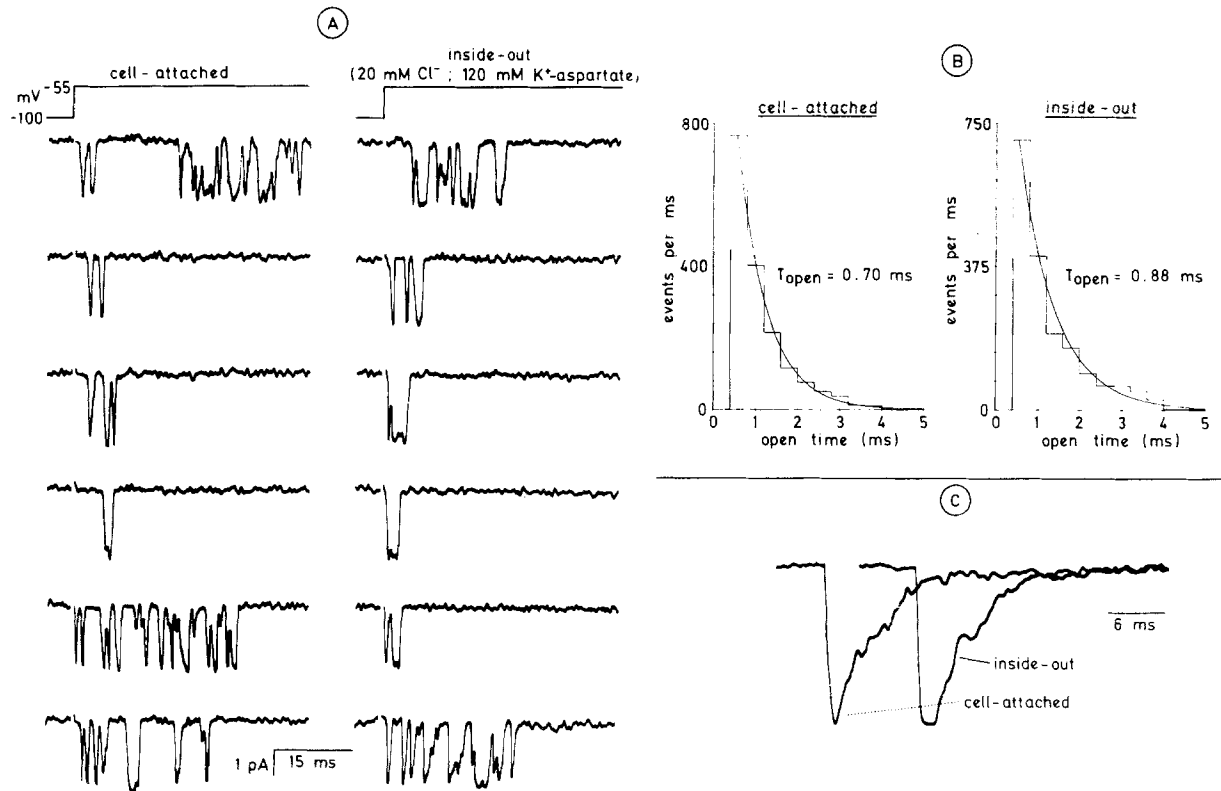 A
cell-attached
inside-out
(20 mM Cl⁻ ; 120 mM K⁺-aspartate)
mV
-55
-100
1 pA
15 ms
B
cell-attached
800
400
0
events per ms
Topen = 0.70 ms
0 1 2 3 4 5
open time (ms)
inside-out
750
375
0
events per ms
Topen = 0.88 ms
0 1 2 3 4 5
open time (ms)
C
6 ms
inside-out
cell-attached